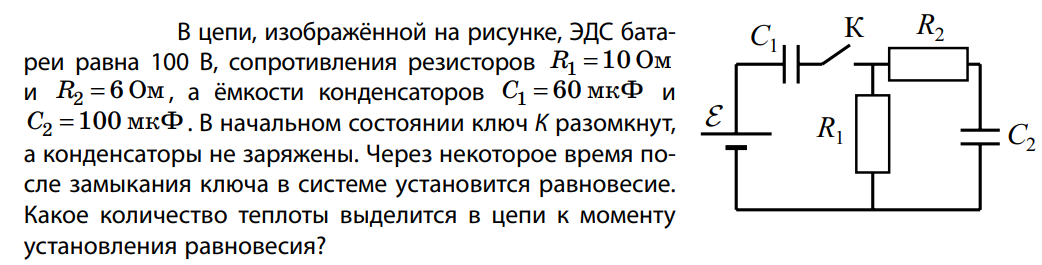 В цепи, изображённой на рисунке, ЭДС бата-
реи равна 100 В, сопротивления резисторов R₁ = 10 Ом
и R₂ = 6 Ом, а ёмкости конденсаторов C₁ = 60 мкФ и
C₂ = 100 мкФ. В начальном состоянии ключ К разомкнут,
а конденсаторы не заряжены. Через некоторое время по-
сле замыкания ключа в системе установится равновесие.
Какое количество теплоты выделится в цепи к моменту
установления равновесия?
C₁ К R₂
ℰ R₁ C₂